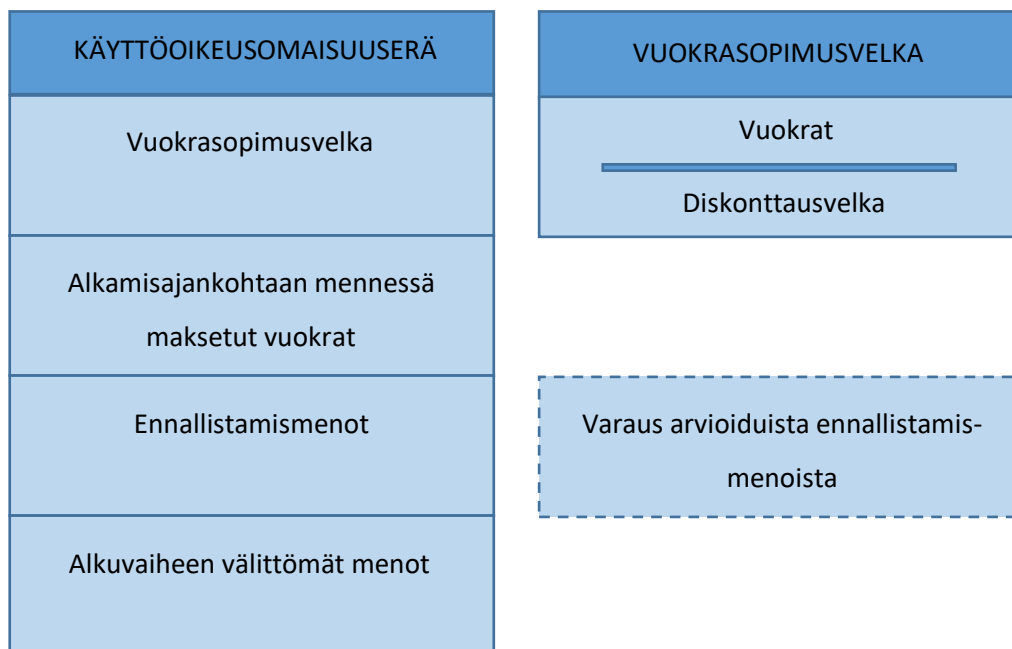 KÄYTTÖOIKEUSOMAISUUSERÄ
Vuokrasopimusvelka
Alkamisajankohtaan mennessä
maksetut vuokrat
Ennallistamismenot
Alkuvaiheen välittömät menot
VUOKRASOPIMUSVELKA
Vuokrat
Diskonttausvelka
Varaus arvioiduista ennallistamis-
menoista